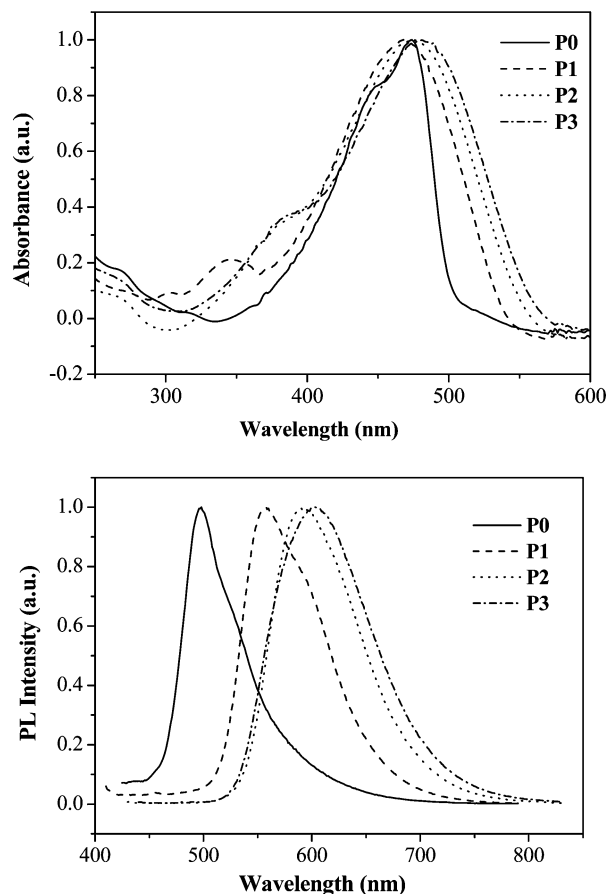 1.0
0.8
0.6
0.4
0.2
0.0
-0.2
Absorbance (a.u.)
P0
P1
P2
P3
300 400 500 600
Wavelength (nm)
1.0
0.8
0.6
0.4
0.2
0.0
PL Intensity (a.u.)
P0
P1
P2
P3
400 500 600 700 800
Wavelength (nm)